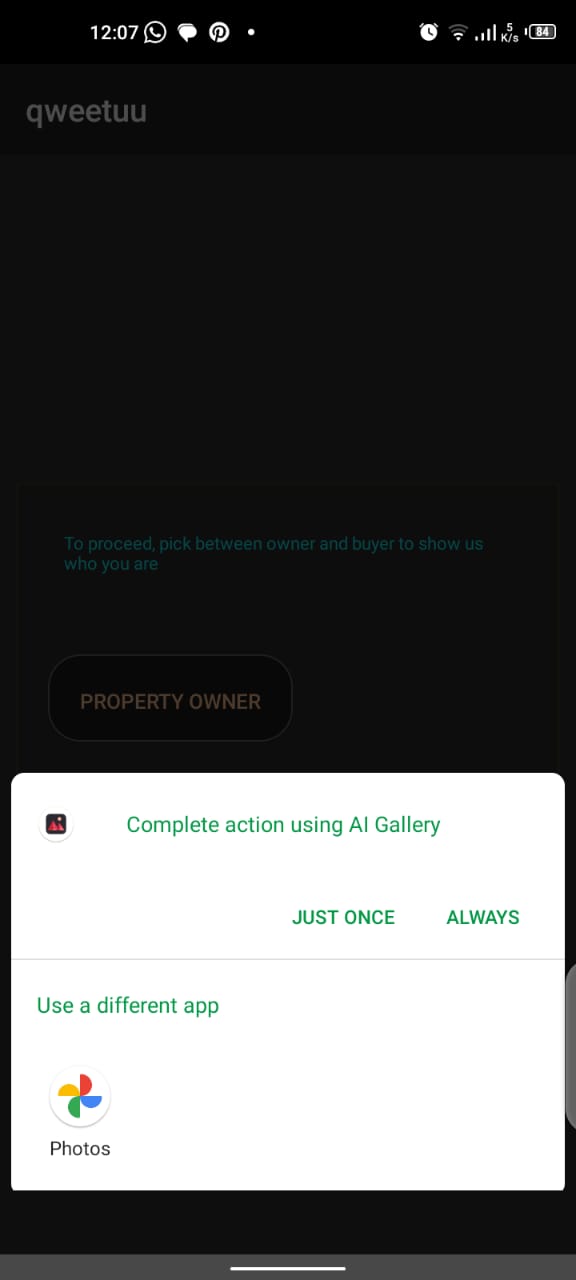 12:07
5
K/s
84
qweetuu
To proceed, pick between owner and buyer to show us
who you are
PROPERTY OWNER
Complete action using AI Gallery
JUST ONCE ALWAYS
Use a different app
Photos